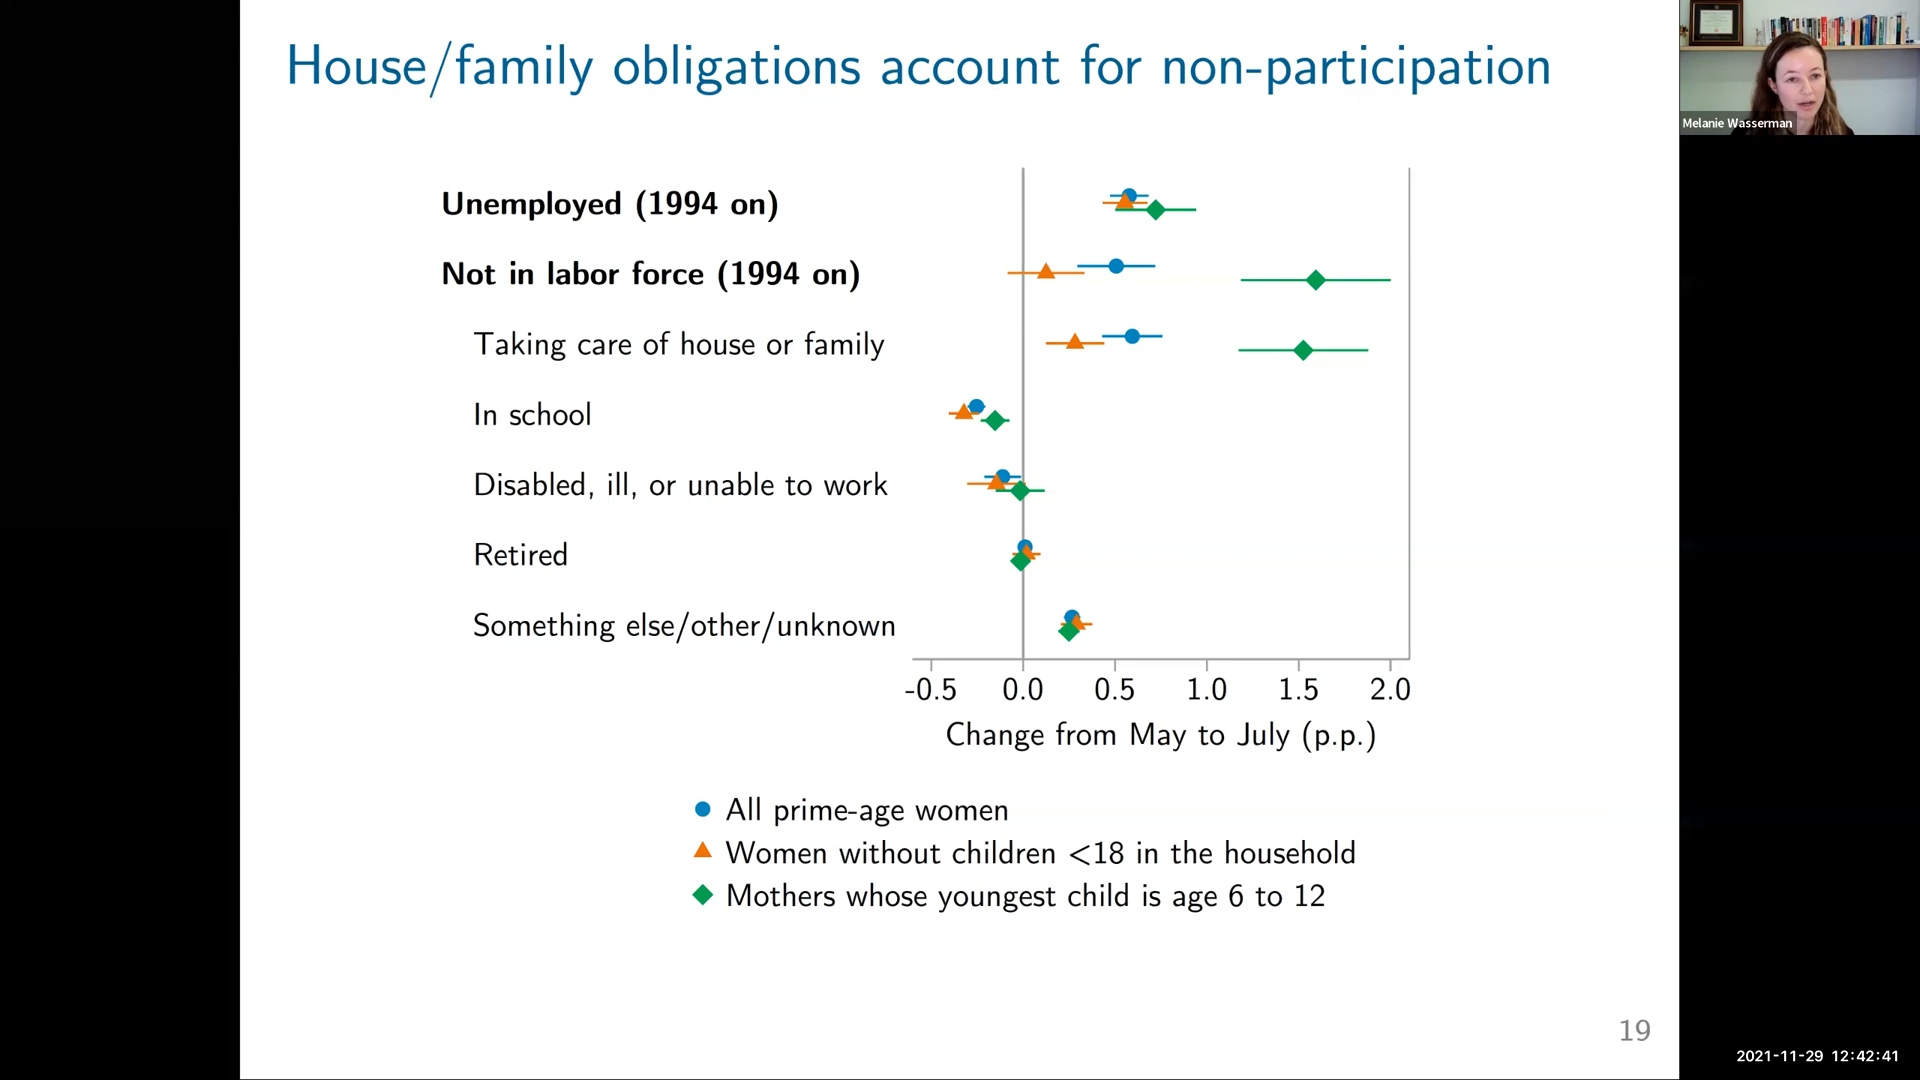 House/family obligations account for non-participation
Melanie Wasserman
Unemployed (1994 on)
Not in labor force (1994 on)
Taking care of house or family
In school
Disabled, ill, or unable to work
Retired
Something else/other/unknown
-0.5 0.0 0.5 1.0 1.5 2.0
Change from May to July (p.p.)
All prime-age women
Women without children <18 in the household
Mothers whose youngest child is age 6 to 12
19
2021-11-29 12:42:41